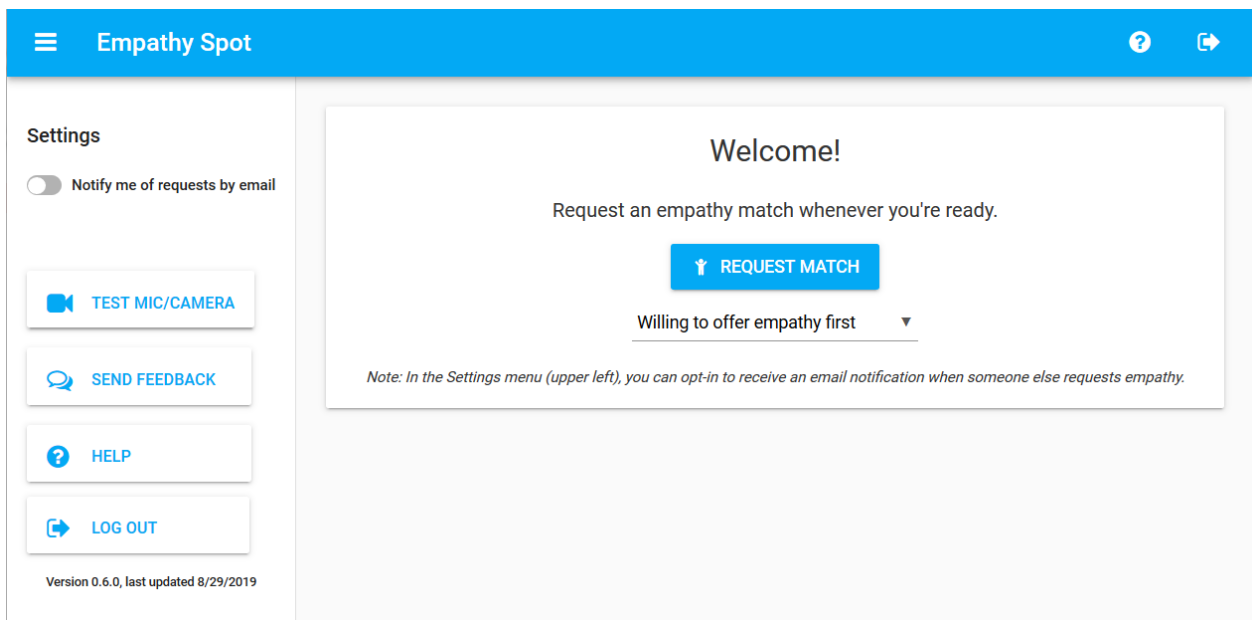 Empathy Spot
Settings
Notify me of requests by email
TEST MIC/CAMERA
SEND FEEDBACK
HELP
LOG OUT
Version 0.6.0, last updated 8/29/2019
Welcome!
Request an empathy match whenever you're ready.
REQUEST MATCH
Willing to offer empathy first
Note: In the Settings menu (upper left), you can opt-in to receive an email notification when someone else requests empathy.